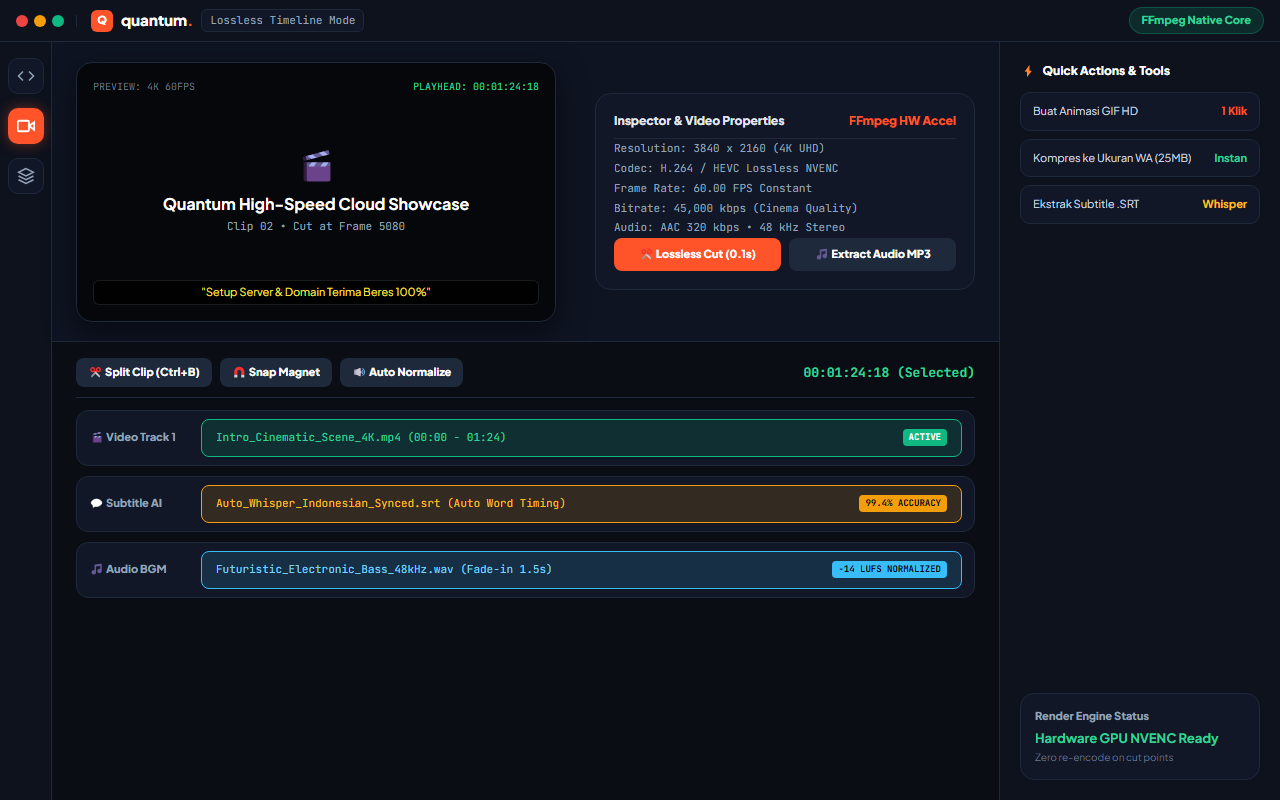 Q quantum. Lossless Timeline Mode
FFmpeg Native Core
PREVIEW: 4K 60FPS
PLAYHEAD: 00:01:24:18
Quantum High-Speed Cloud Showcase
Clip 02 • Cut at Frame 5080
"Setup Server & Domain Terima Beres 100%"
Inspector & Video Properties
FFmpeg HW Accel
Resolution: 3840 x 2160 (4K UHD)
Codec: H.264 / HEVC Lossless NVENC
Frame Rate: 60.00 FPS Constant
Bitrate: 45,000 kbps (Cinema Quality)
Audio: AAC 320 kbps • 48 kHz Stereo
Lossless Cut (0.1s)
Extract Audio MP3
Quick Actions & Tools
Buat Animasi GIF HD 1 Klik
Kompres ke Ukuran WA (25MB) Instan
Ekstrak Subtitle .SRT Whisper
Split Clip (Ctrl+B)
Snap Magnet
Auto Normalize
00:01:24:18 (Selected)
Video Track 1
Intro_Cinematic_Scene_4K.mp4 (00:00 - 01:24)
ACTIVE
Subtitle AI
Auto_Whisper_Indonesian_Synced.srt (Auto Word Timing)
99.4% ACCURACY
Audio BGM
Futuristic_Electronic_Bass_48kHz.wav (Fade-in 1.5s)
-14 LUFS NORMALIZED
Render Engine Status
Hardware GPU NVENC Ready
Zero re-encode on cut points